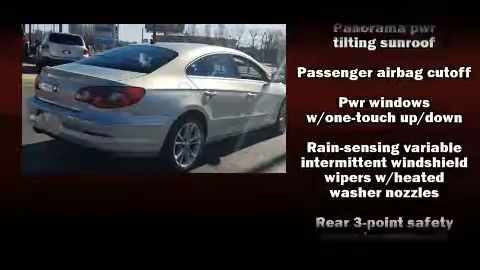 Panorama pwr
tilting sunroof
Passenger airbag cutoff
Pwr windows
w/one-touch up/down
Rain-sensing variable
intermittent windshield
wipers w/heated
washer nozzles
Rear 3-point safety